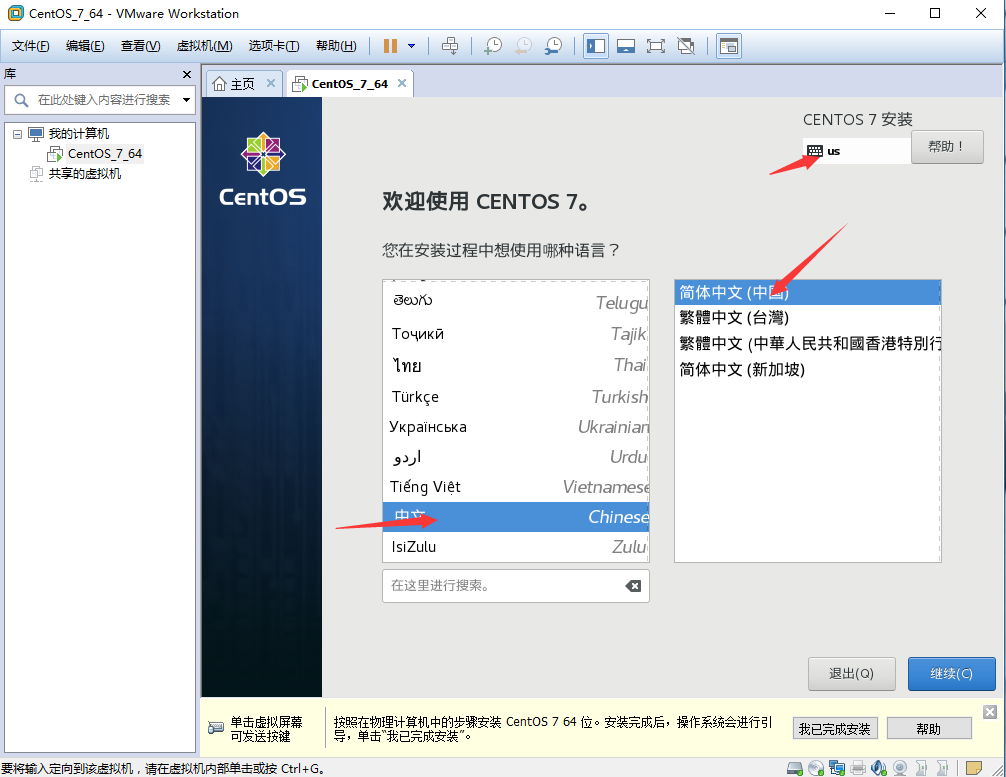 CentOS_7_64 - VMware Workstation
文件(F) 编辑(E) 查看(V) 虚拟机(M) 选项卡(T) 帮助(H)
库
在此处键入内容进行搜索
我的计算机
CentOS_7_64
共享的虚拟机
主页 CentOS_7_64
CentOS
CENTOS 7 安装
us 帮助！
欢迎使用 CENTOS 7。
您在安装过程中想使用哪种语言？
తెలుగు Telugu
Тоҷикӣ Tajik
ไทย Thai
Türkçe Turkish
Українська Ukrainian
اردو Urdu
Tiếng Việt Vietnamese
中文 Chinese
IsiZulu Zulu
在这里进行搜索。
简体中文 (中国)
繁體中文 (台灣)
繁體中文 (中華人民共和國香港特別行
简体中文 (新加坡)
退出(Q) 继续(C)
单击虚拟屏幕
可发送按键
按照在物理计算机中的步骤安装 CentOS 7 64 位。安装完成后，操作系统会进行引
导，单击“我已完成安装”。
我已完成安装 帮助
要将输入定向到该虚拟机，请在虚拟机内部单击或按 Ctrl+G。